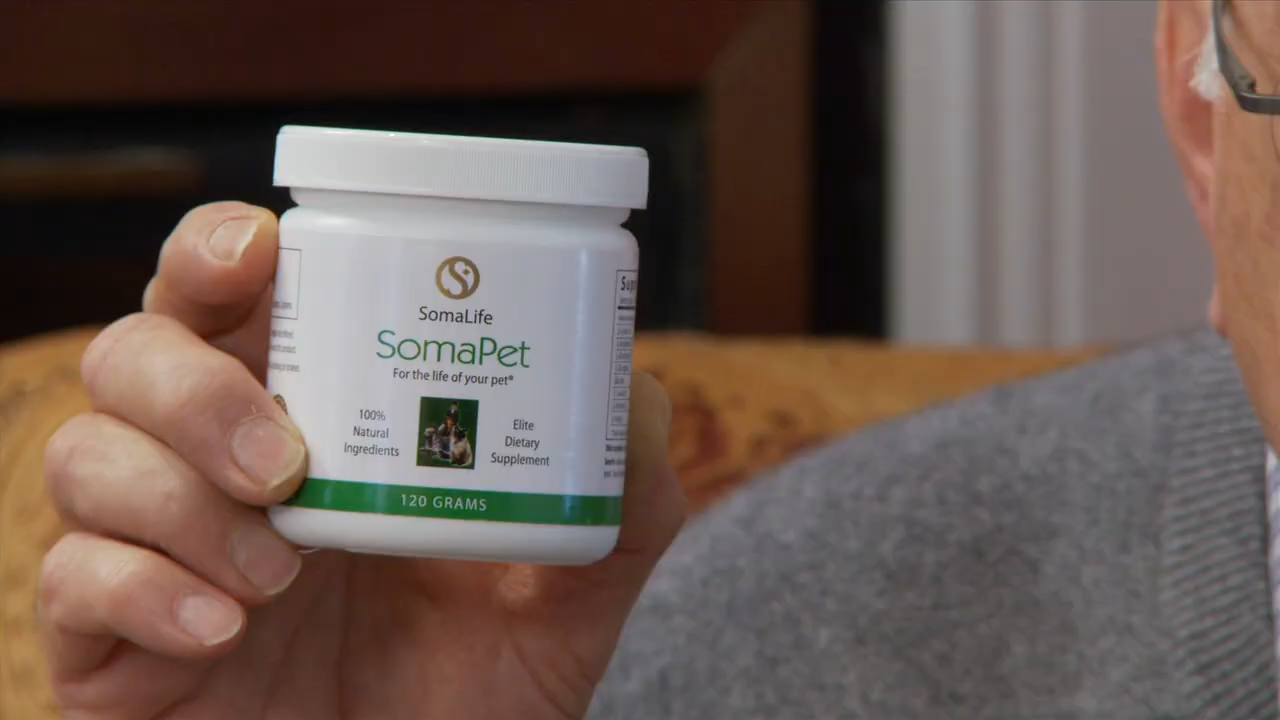 SomaLife
SomaPet
For the life of your pet®
100%
Natural
Ingredients
Elite
Dietary
Supplement
120 GRAMS